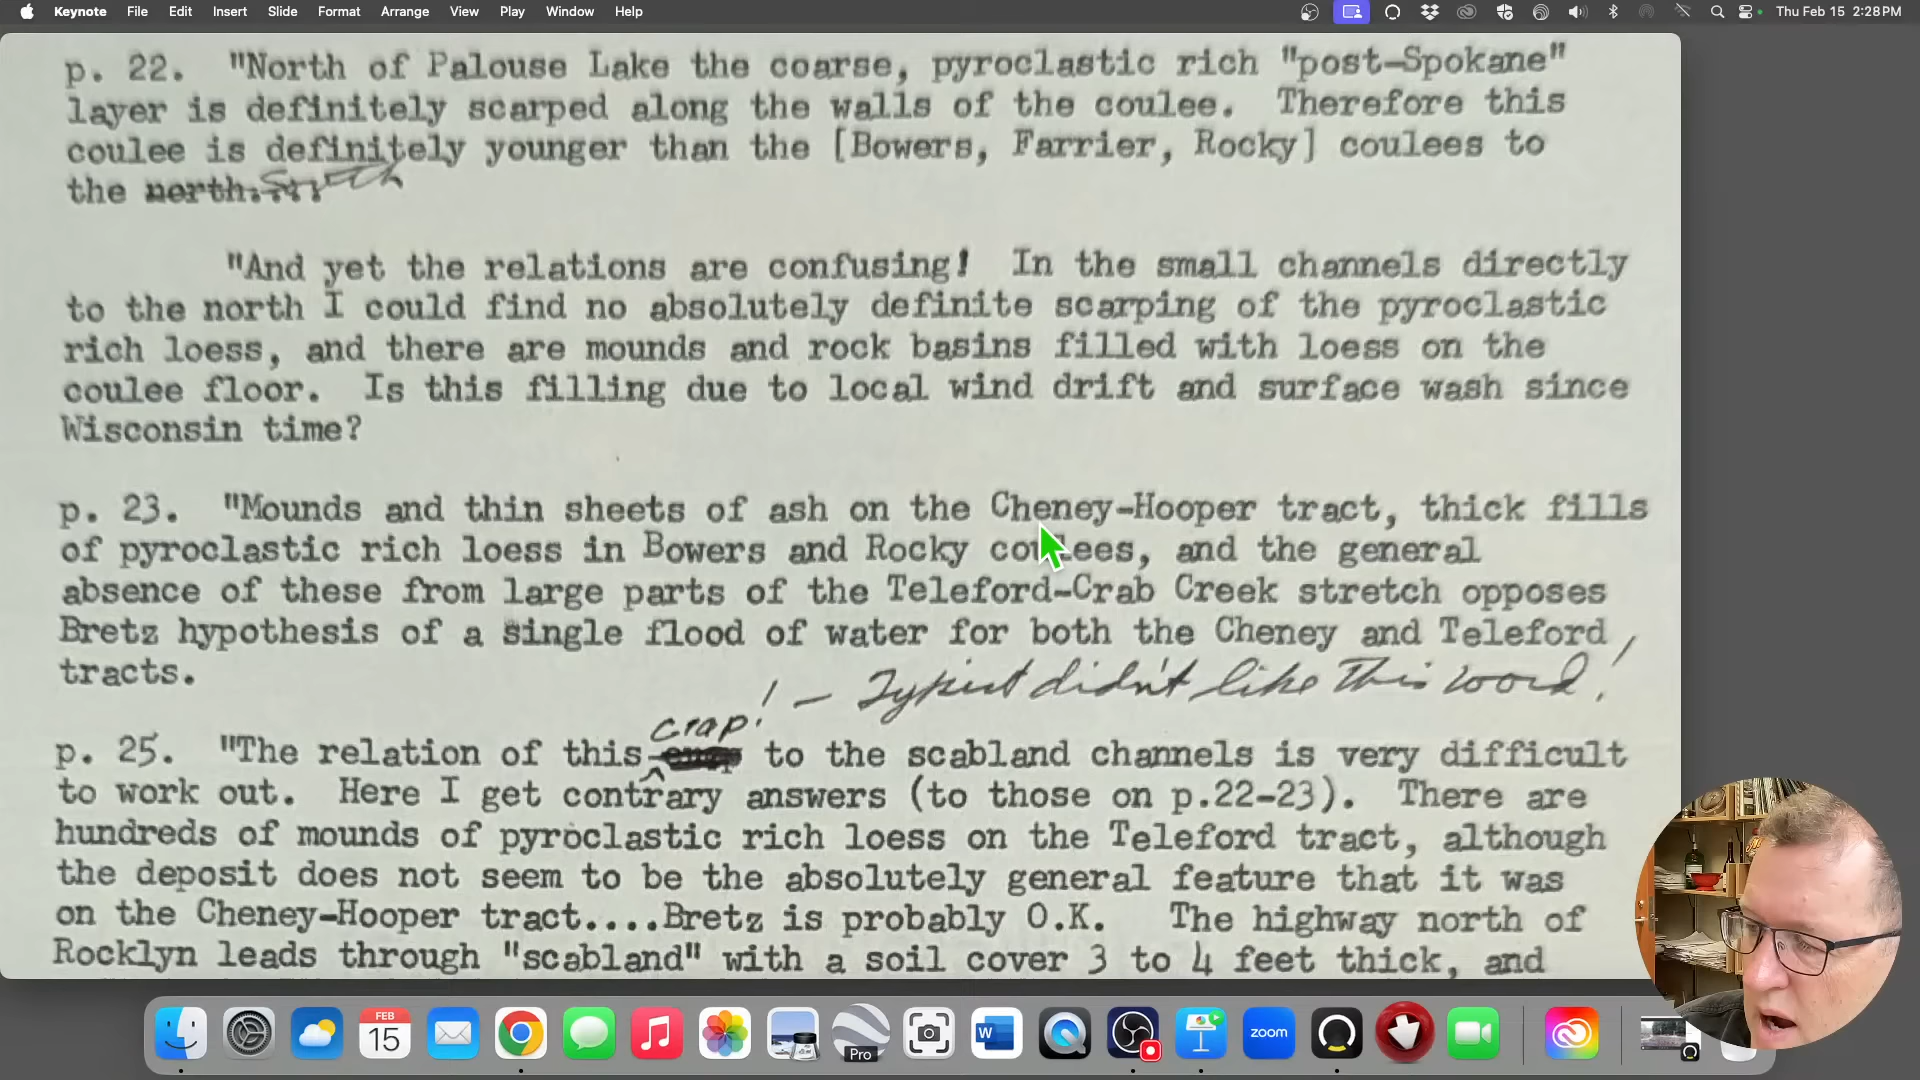 Keynote File Edit Insert Slide Format Arrange View Play Window Help Thu Feb 15 2:28 PM
p. 22. "North of Palouse Lake the coarse, pyroclastic rich "post-Spokane"
layer is definitely scarped along the walls of the coulee. Therefore this
coulee is definitely younger than the [Bowers, Farrier, Rocky] coulees to
the north.... South
"And yet the relations are confusing! In the small channels directly
to the north I could find no absolutely definite scarping of the pyroclastic
rich loess, and there are mounds and rock basins filled with loess on the
coulee floor. Is this filling due to local wind drift and surface wash since
Wisconsin time?
p. 23. "Mounds and thin sheets of ash on the Cheney-Hooper tract, thick fills
of pyroclastic rich loess in Bowers and Rocky coulees, and the general
absence of these from large parts of the Teleford-Crab Creek stretch opposes
Bretz hypothesis of a single flood of water for both the Cheney and Teleford
tracts.
crap! - Typist didn't like this word!
p. 25. "The relation of this to the scabland channels is very difficult
to work out. Here I get contrary answers (to those on p.22-23). There are
hundreds of mounds of pyroclastic rich loess on the Teleford tract, although
the deposit does not seem to be the absolutely general feature that it was
on the Cheney-Hooper tract....Bretz is probably O.K. The highway north of
Rocklyn leads through "scabland" with a soil cover 3 to 4 feet thick, and
FEB
15
Pro
W
zoom